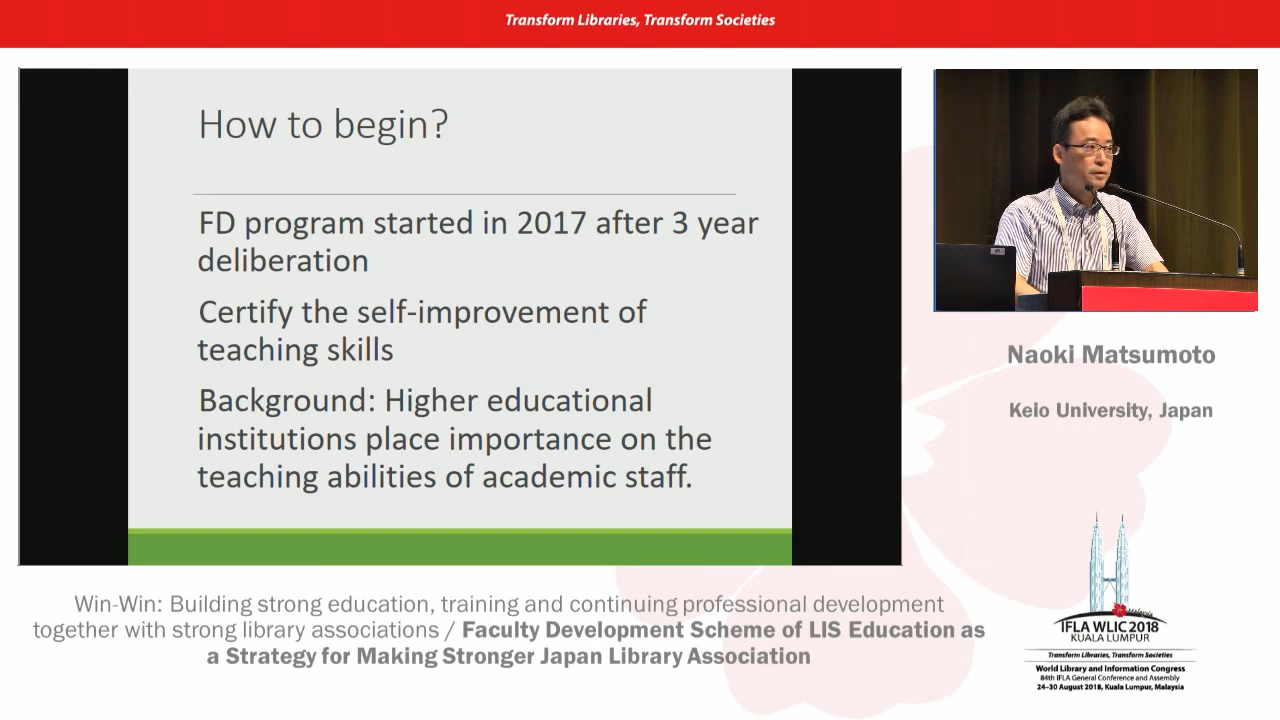 Transform Libraries, Transform Societies
How to begin?
FD program started in 2017 after 3 year
deliberation
Certify the self-improvement of
teaching skills
Background: Higher educational
institutions place importance on the
teaching abilities of academic staff.
Naoki Matsumoto
Keio University, Japan
Win-Win: Building strong education, training and continuing professional development
together with strong library associations / Faculty Development Scheme of LIS Education as
a Strategy for Making Stronger Japan Library Association
Malaysia
IFLA WLIC 2018
KUALA LUMPUR
Transform Libraries, Transform Societies
World Library and Information Congress
84th IFLA General Conference and Assembly
24–30 August 2018, Kuala Lumpur, Malaysia